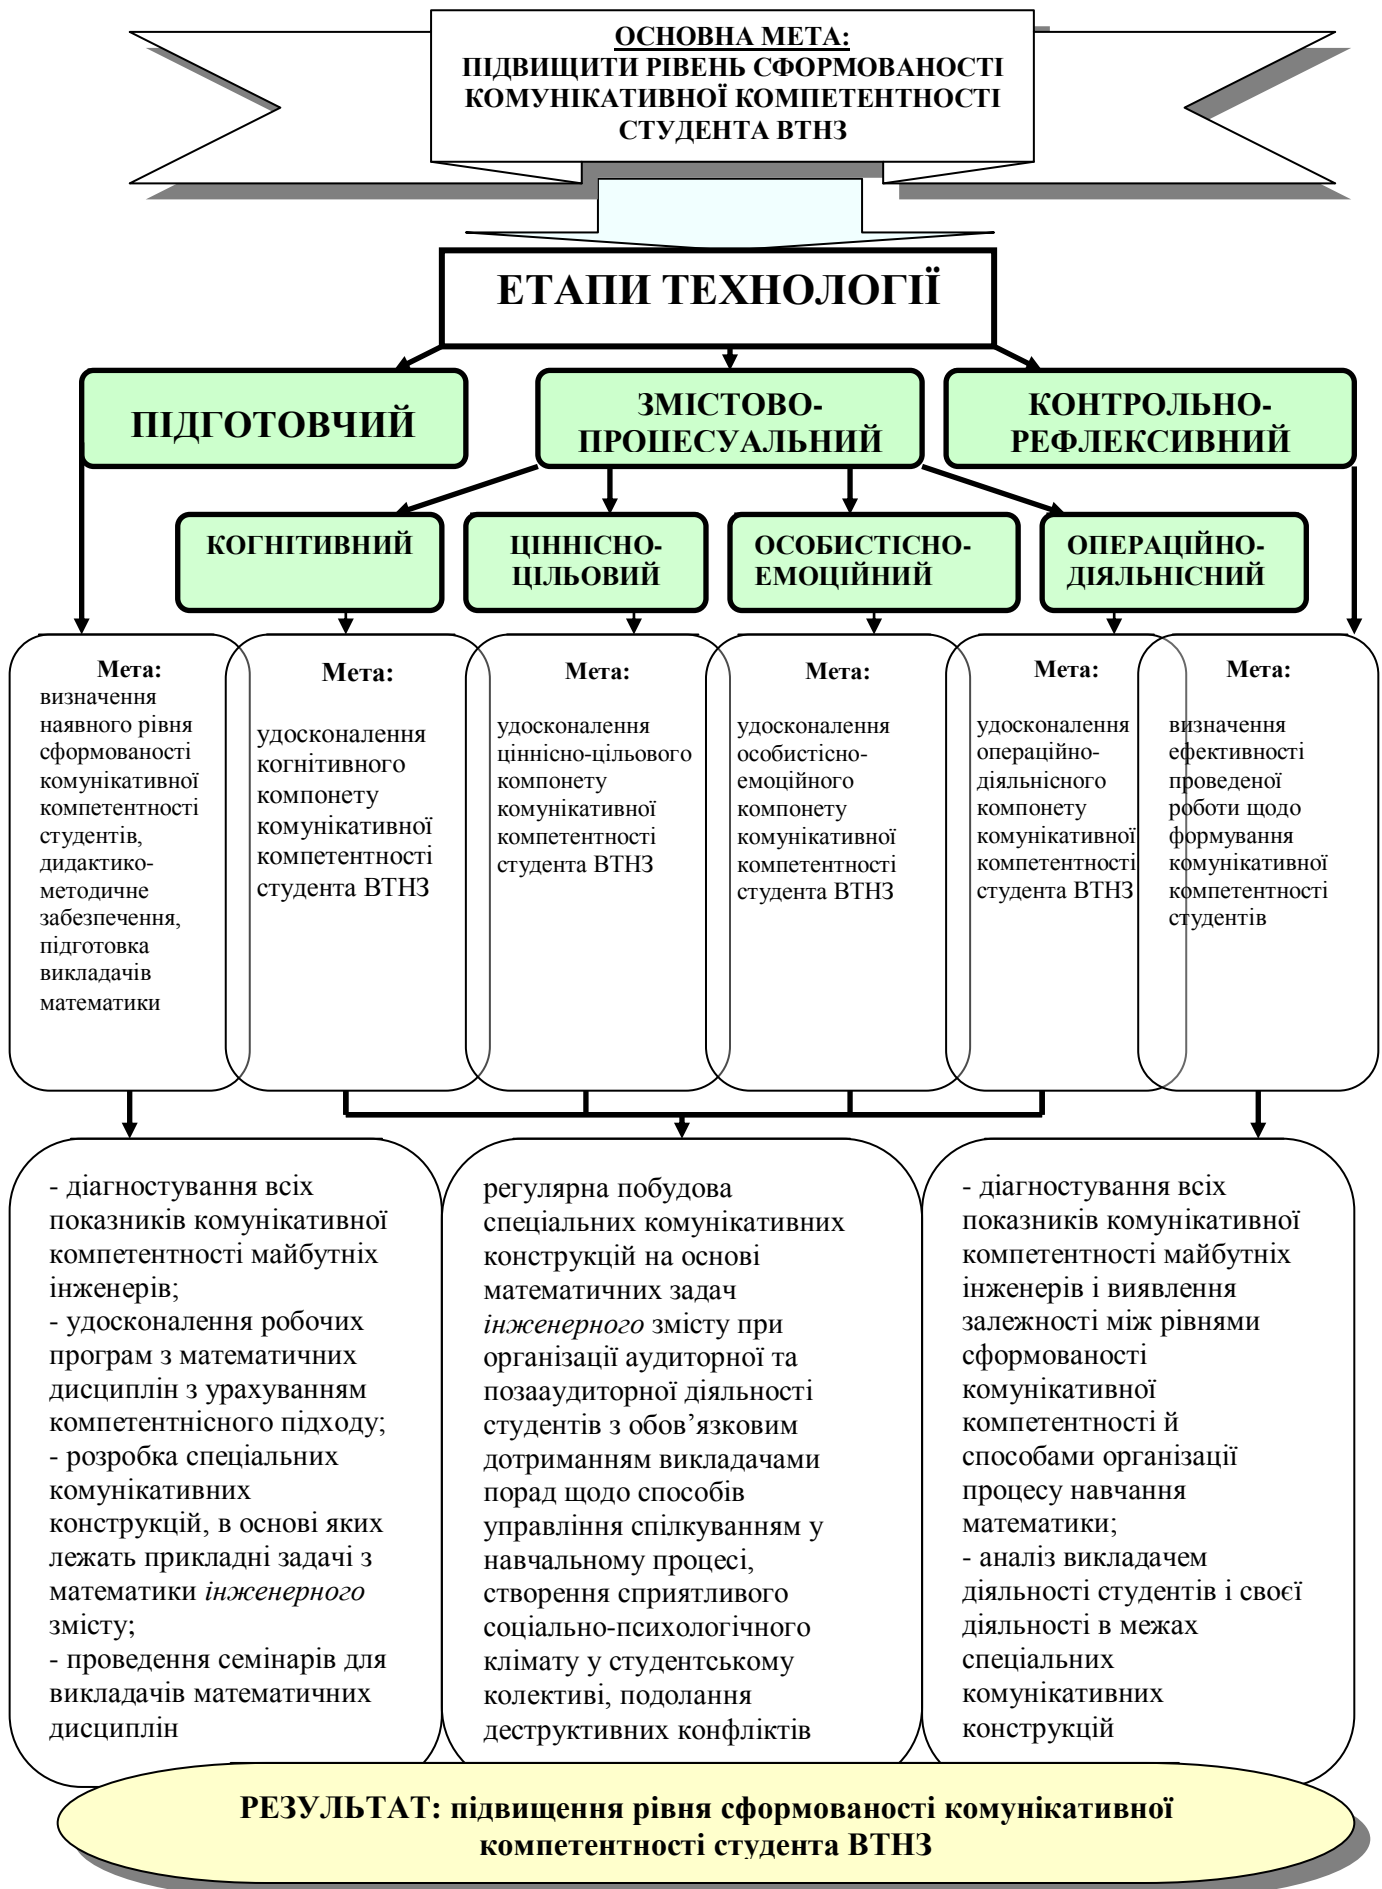 ОСНОВНА МЕТА:
ПІДВИЩИТИ РІВЕНЬ СФОРМОВАНОСТІ
КОМУНІКАТИВНОЇ КОМПЕТЕНТНОСТІ
СТУДЕНТА ВТНЗ
ЕТАПИ ТЕХНОЛОГІЇ
ПІДГОТОВЧИЙ
ЗМІСТОВО-
ПРОПЕСУАЛЬНИЙ
КОНТРОЛЬНО-
РЕФЛЕКСИВНИЙ
КОГНІТИВНИЙ
ЦІННІСНО-
ЦІЛЬОВИЙ
ОСОБИСТІСНО-
ЕМОЦІЙНИЙ
ОПЕРАЦІЙНО-
ДІЯЛЬНІСНИЙ
Мета:
визначення
наявного рівня
сформованості
комунікативної
компетентності
студентів,
дидактико-
методичне
забезпечення,
підготовка
викладачів
математики
Мета:
удосконалення
когнітивного
компонету
комунікативної
компетентності
студента ВТНЗ
Мета:
удосконалення
ціннісно-цільового
компонету
комунікативної
компетентності
студента ВТНЗ
Мета:
удосконалення
особистісно-
емоційного
компонету
комунікативної
компетентності
студента ВТНЗ
Мета:
удосконалення
операційно-
діяльнісного
компонету
комунікативної
компетентності
студента ВТНЗ
Мета:
визначення
ефективності
проведеної
роботи щодо
формування
комунікативної
компетентності
студентів
- діагностування всіх
показників комунікативної
компетентності майбутніх
інженерів;
- удосконалення робочих
програм з математичних
дисциплін з урахуванням
компетентнісного підходу;
- розробка спеціальних
комунікативних
конструкцій, в основі яких
лежать прикладні задачі з
математики інженерного
змісту;
- проведення семінарів для
викладачів математичних
дисциплін
регулярна побудова
спеціальних комунікативних
конструкцій на основі
математичних задач
інженерного змісту при
організації аудиторної та
позааудиторної діяльності
студентів з обов’язковим
дотриманням викладачами
порад щодо способів
управління спілкуванням у
навчальному процесі,
створення сприятливого
соціально-психологічного
клімату у студентському
колективі, подолання
деструктивних конфліктів
- діагностування всіх
показників комунікативної
компетентності майбутніх
інженерів і виявлення
залежності між рівнями
сформованості
комунікативної
компетентності й
способами організації
процесу навчання
математики;
- аналіз викладачем
діяльності студентів і своєї
діяльності в межах
спеціальних
комунікативних
конструкцій
РЕЗУЛЬТАТ: підвищення рівня сформованості комунікативної
компетентності студента ВТНЗ